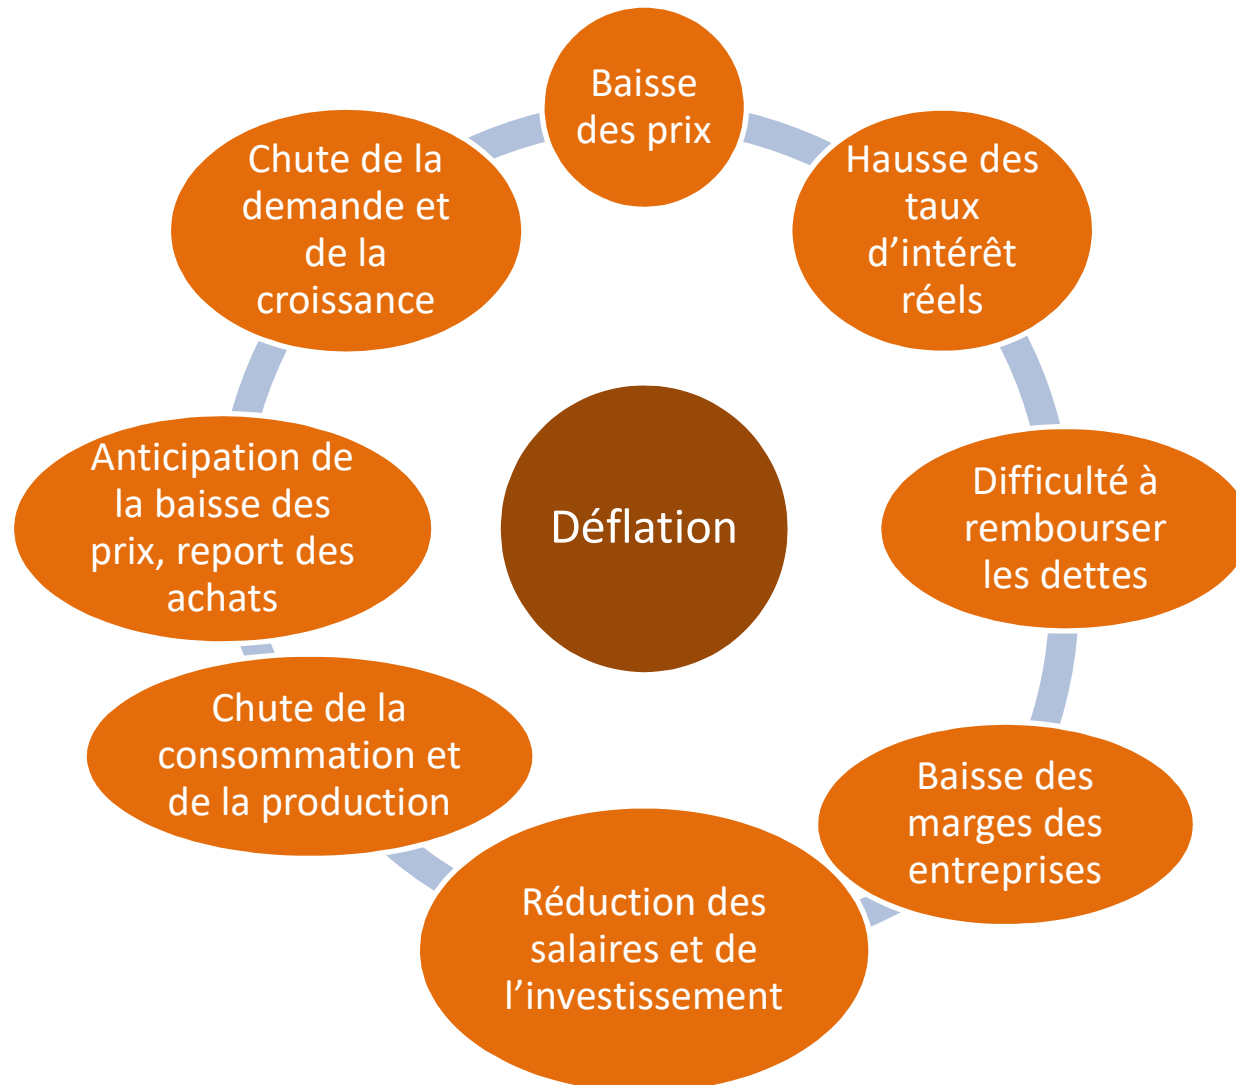 Baisse
des prix
Hausse des
taux
d’intérêt
réels
Difficulté à
rembourser
les dettes
Baisse des
marges des
entreprises
Réduction des
salaires et de
l’investissement
Chute de la
consommation et
de la production
Anticipation de
la baisse des
prix, report des
achats
Chute de la
demande et
de la
croissance
Déflation